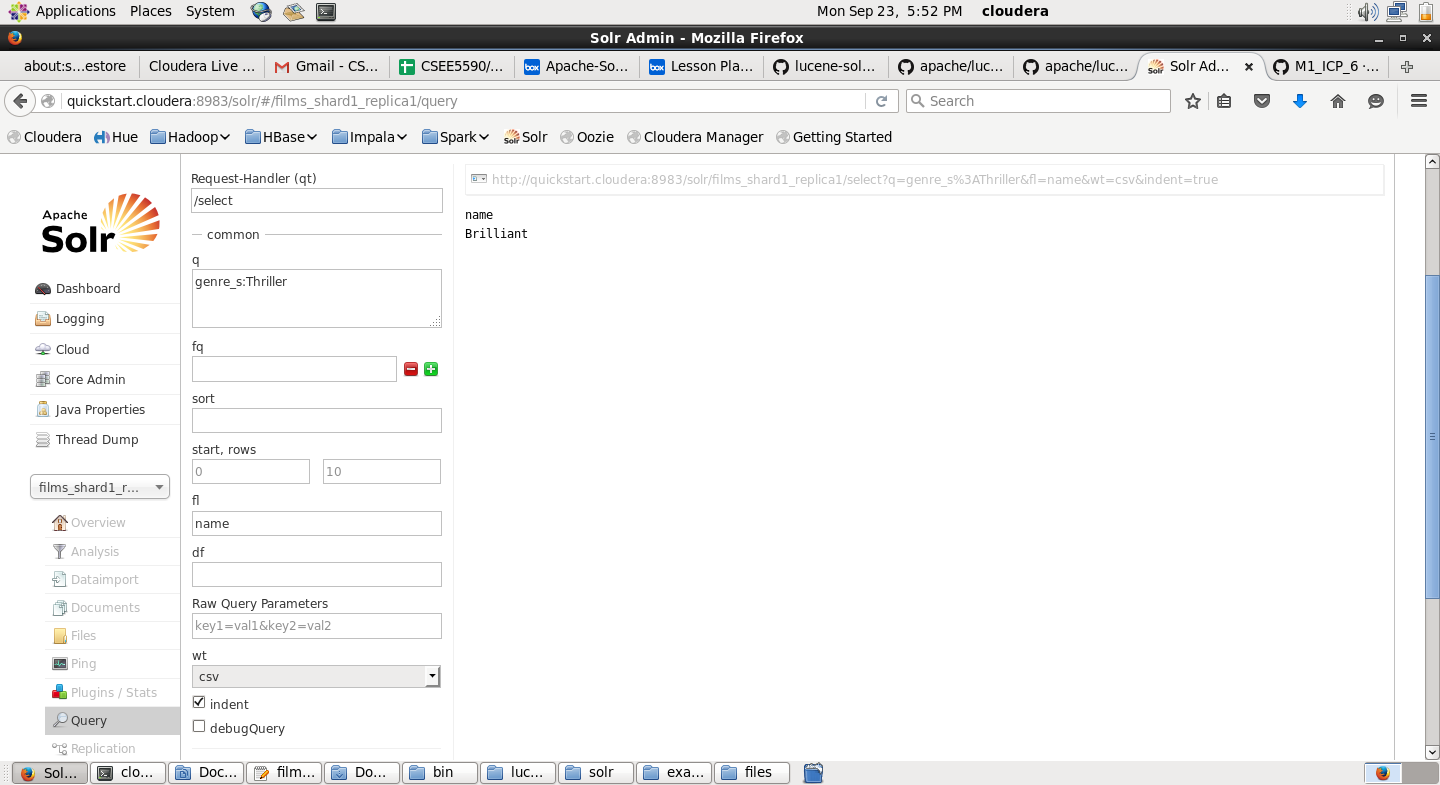 Applications Places System Mon Sep 23, 5:52 PM cloudera
Solr Admin - Mozilla Firefox
about:s...estore Cloudera Live ... Gmail - CS... CSEE5590/... Apache-So... Lesson Pla... lucene-sol... apache/luc... apache/luc... Solr Ad... M1_ICP_6 ·...
quickstart.cloudera:8983/solr/#/films_shard1_replica1/query Search
Cloudera Hue Hadoop HBase Impala Spark Solr Oozie Cloudera Manager Getting Started
Apache
Solr
Dashboard
Logging
Cloud
Core Admin
Java Properties
Thread Dump
films_shard1_r...
Overview
Analysis
Dataimport
Documents
Files
Ping
Plugins / Stats
Query
Replication
Request-Handler (qt)
/select
common
q
genre_s:Thriller
fq
sort
start, rows
0 10
fl
name
df
Raw Query Parameters
key1=val1&key2=val2
wt
csv
indent
debugQuery
http://quickstart.cloudera:8983/solr/films_shard1_replica1/select?q=genre_s%3AThriller&fl=name&wt=csv&indent=true
name
Brilliant
Sol... clo... Doc... film... Do... bin luc... solr exa... files